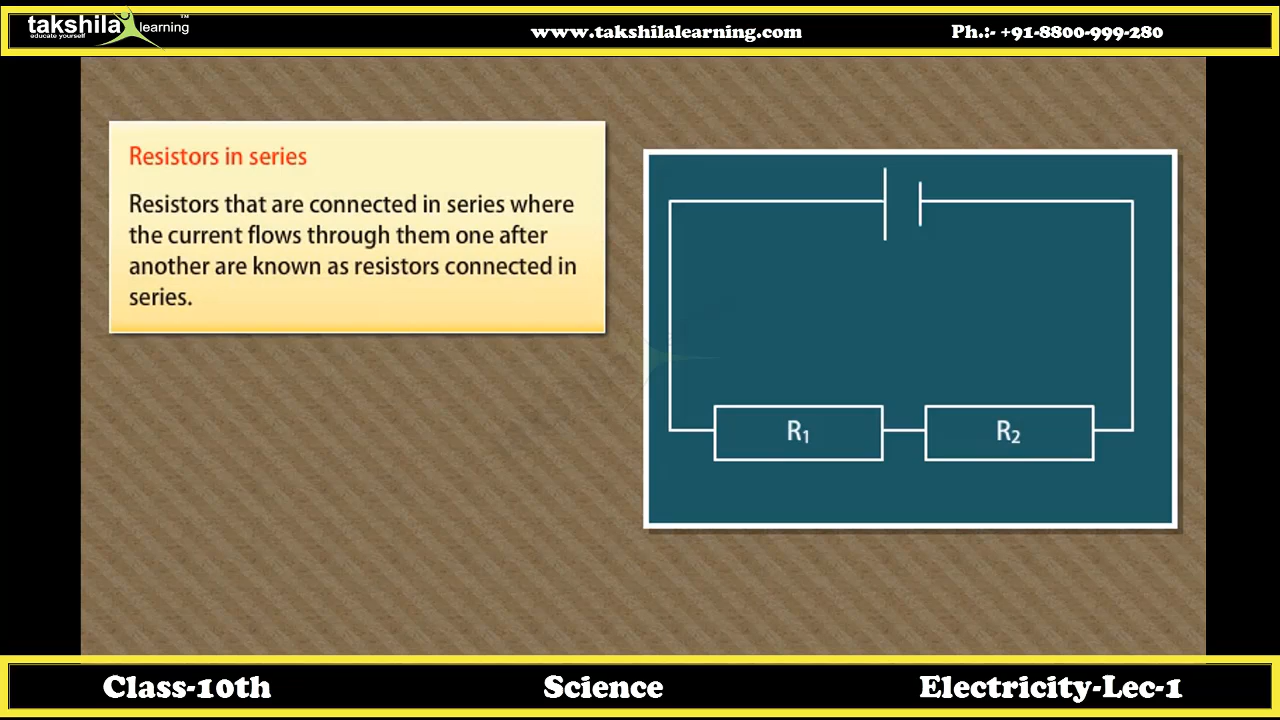 takshila learning™
educate yourself
www.takshilalearning.com
Ph.:- +91-8800-999-280
Resistors in series
Resistors that are connected in series where
the current flows through them one after
another are known as resistors connected in
series.
R₁
R₂
Class-10th
Science
Electricity-Lec-1